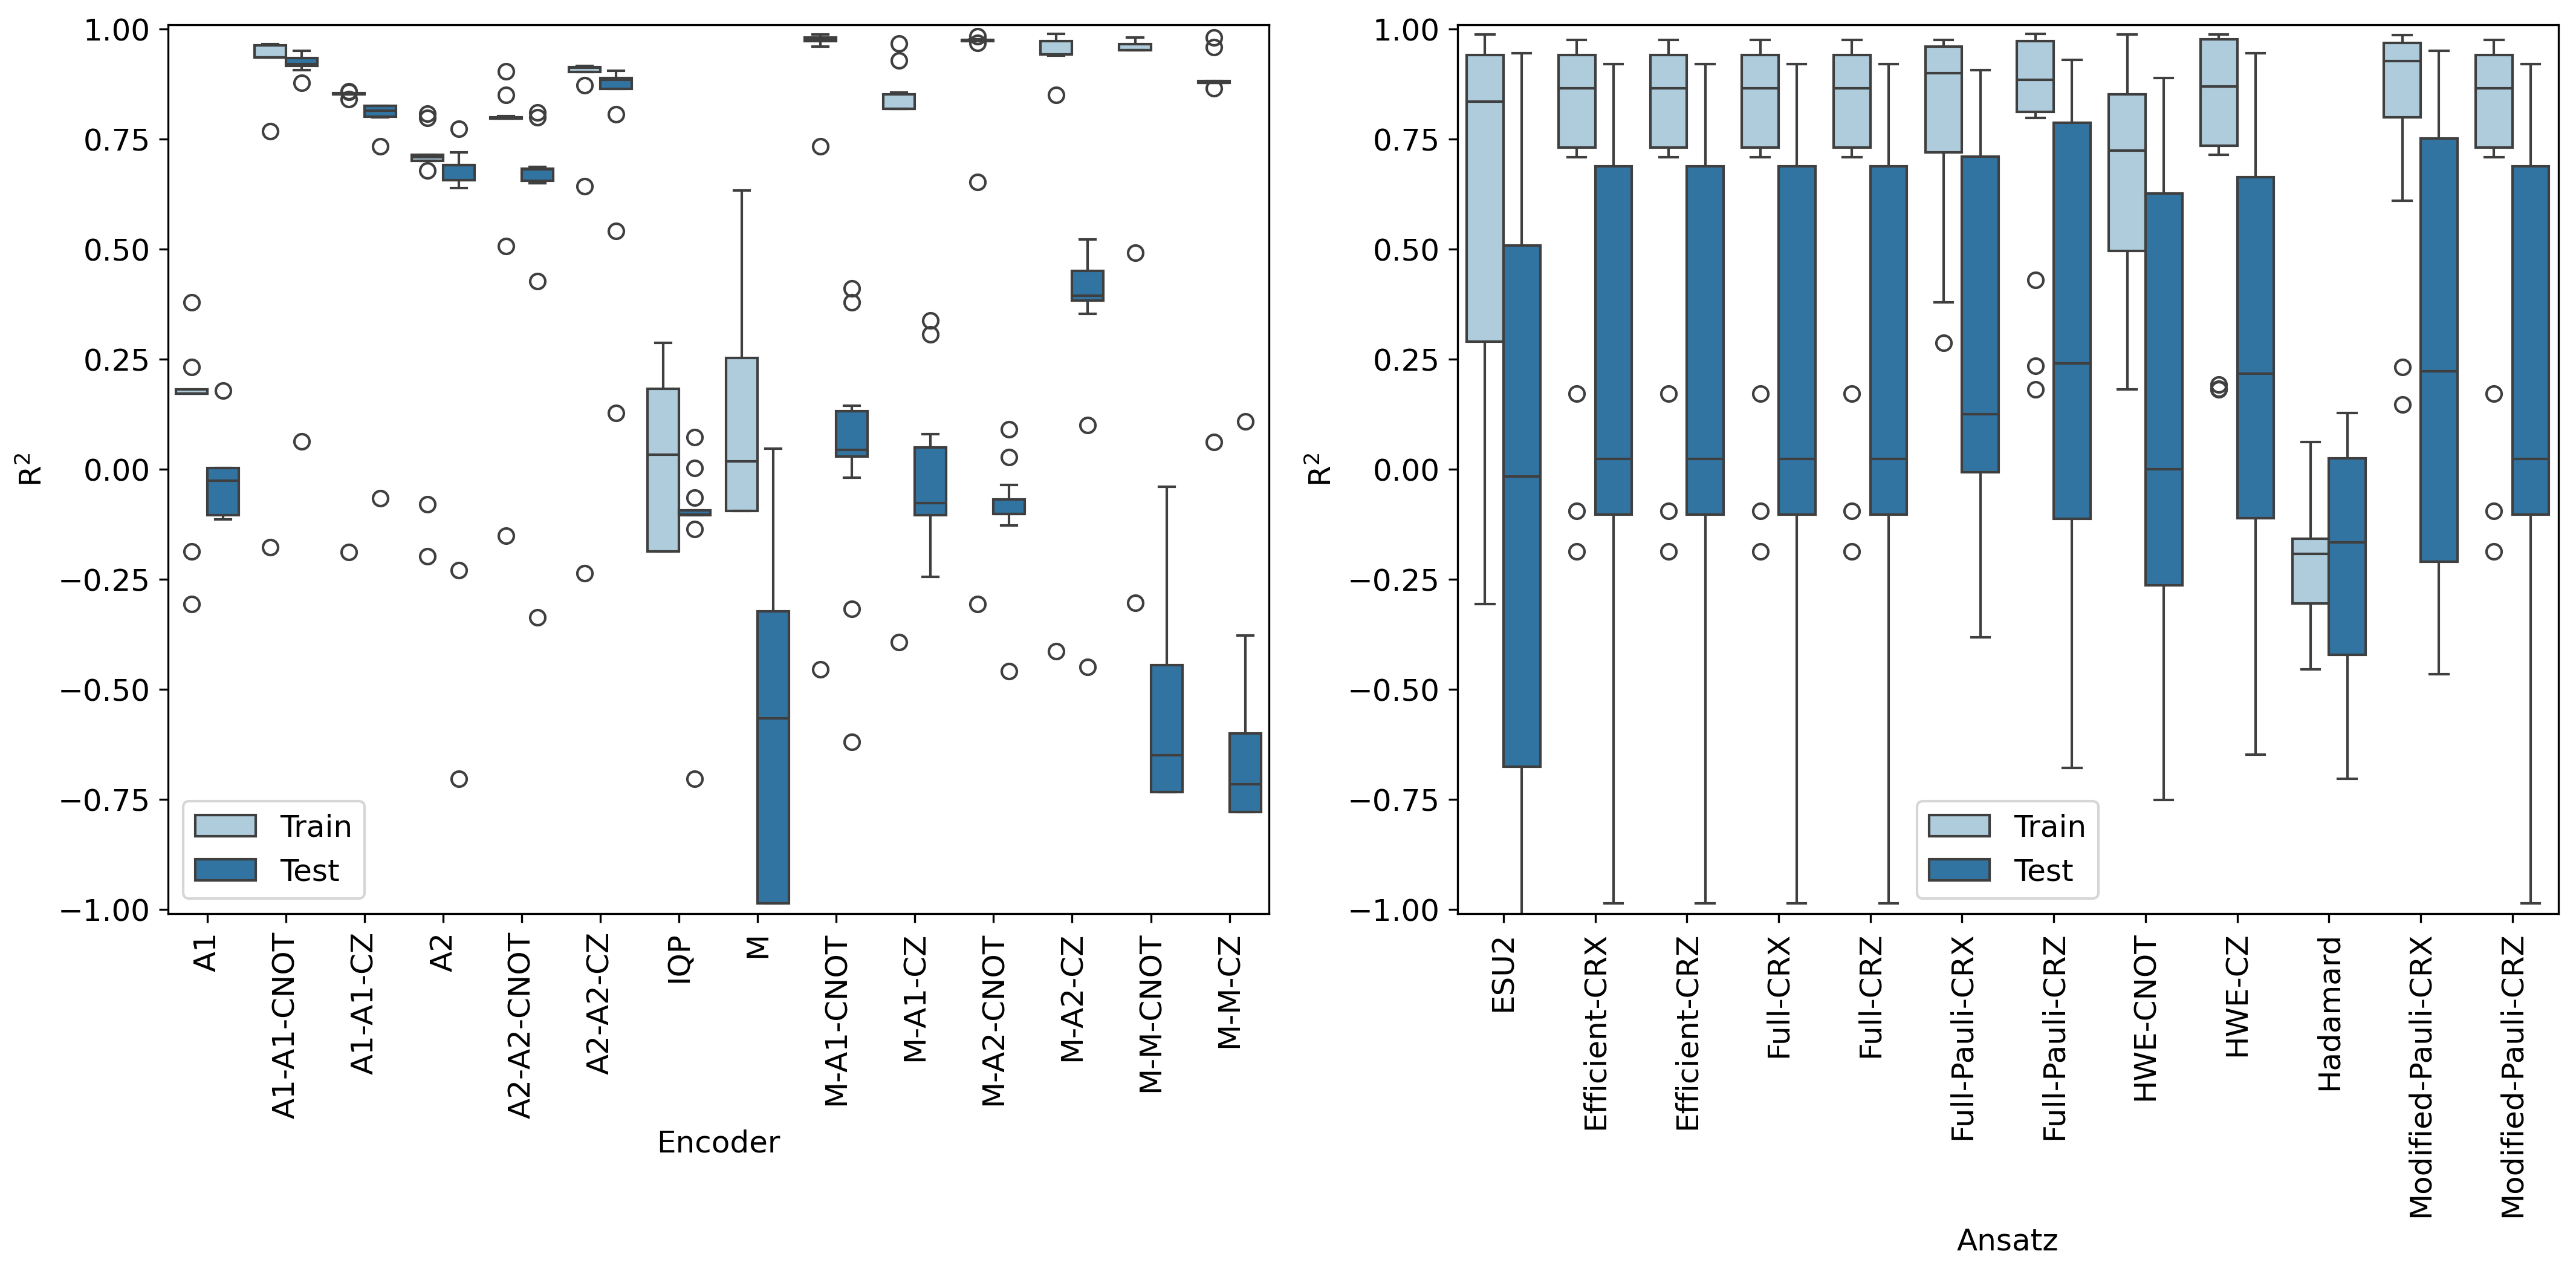 1.00
0.75
0.50
0.25
0.00
−0.25
−0.50
−0.75
−1.00
R²
Train
Test
A1
A1-A1-CNOT
A1-A1-CZ
A2
A2-A2-CNOT
A2-A2-CZ
IQP
M
M-A1-CNOT
M-A1-CZ
M-A2-CNOT
M-A2-CZ
M-M-CNOT
M-M-CZ
Encoder
1.00
0.75
0.50
0.25
0.00
−0.25
−0.50
−0.75
−1.00
R²
Train
Test
ESU2
Efficient-CRX
Efficient-CRZ
Full-CRX
Full-CRZ
Full-Pauli-CRX
Full-Pauli-CRZ
HWE-CNOT
HWE-CZ
Hadamard
Modified-Pauli-CRX
Modified-Pauli-CRZ
Ansatz